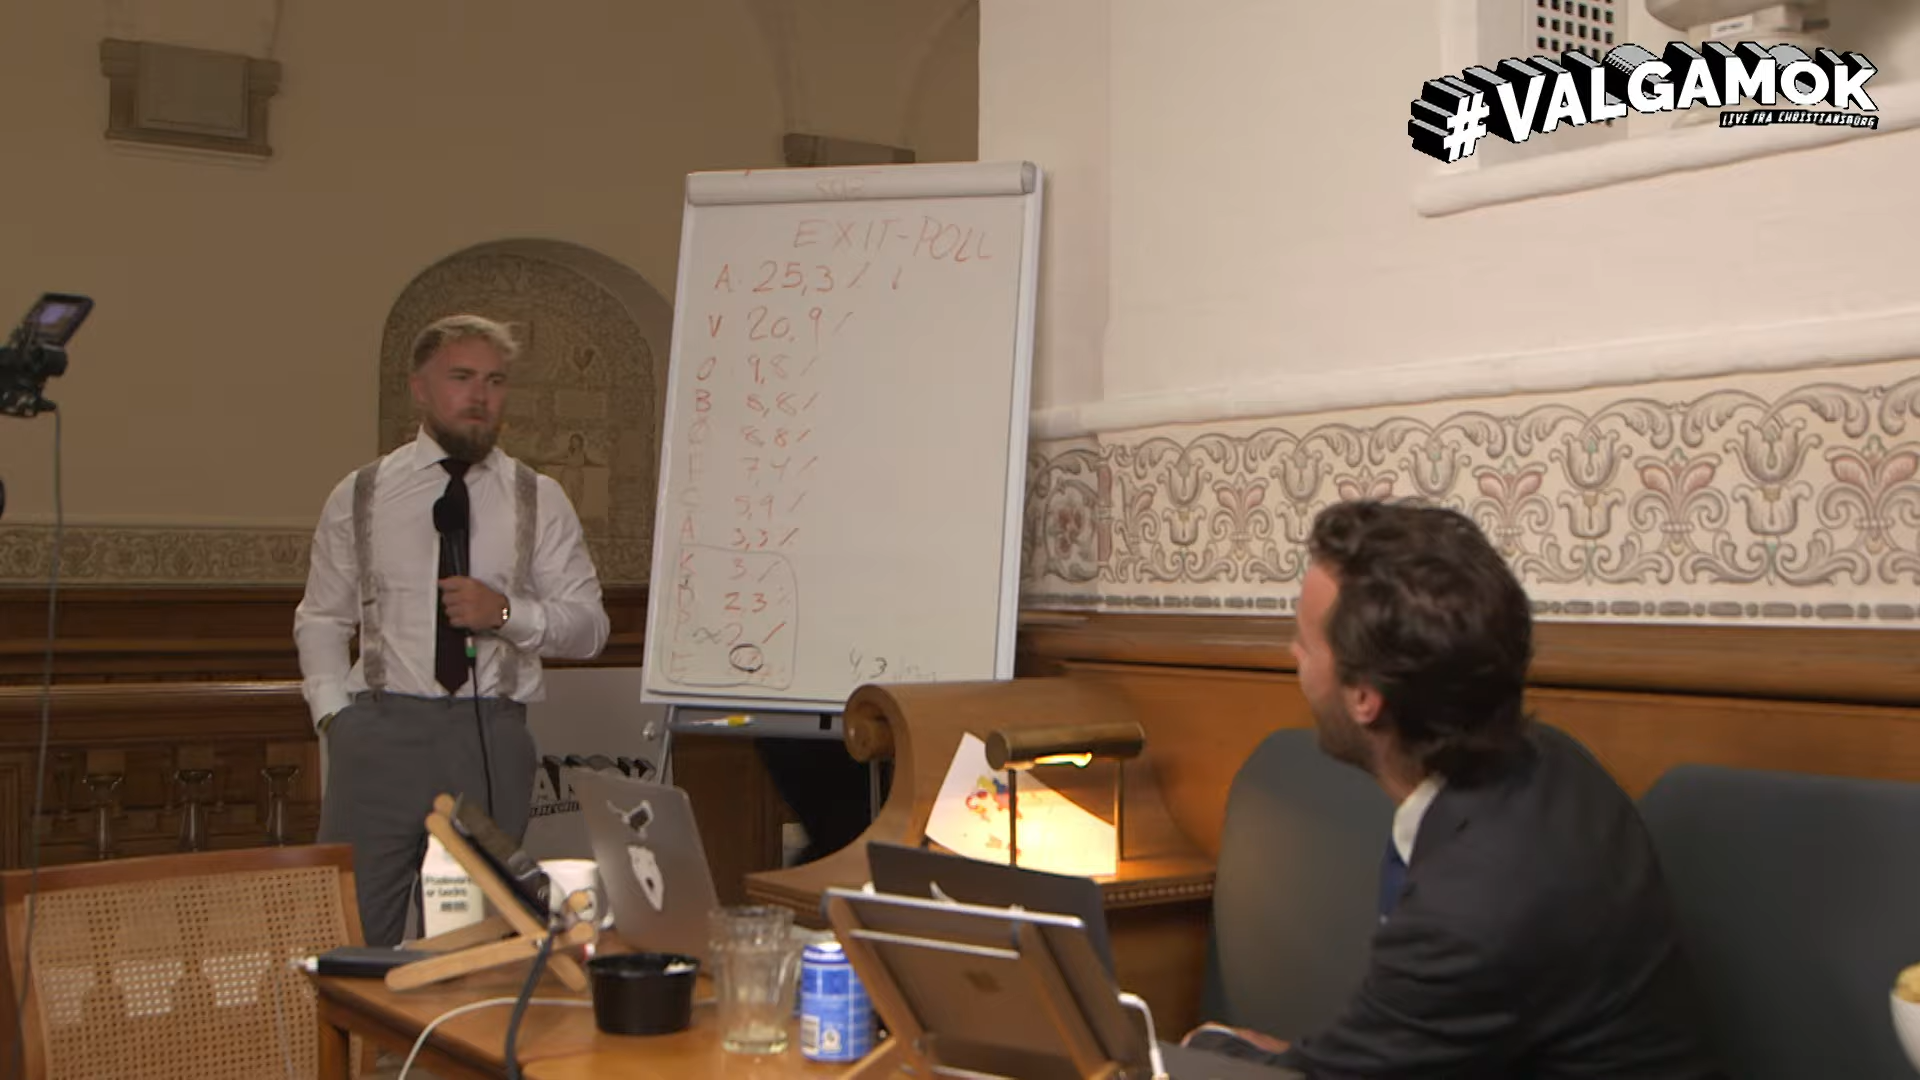 #VALGAMOK
LIVE FRA CHRISTIANSBORG
EXIT-POLL
A. 25,3 %
V 20,9 %
O 9,8 %
B 8,8 %
8,8 %
F 7,4 %
C 5,9 %
3,3 %
K 3 %
2,3 %
4,3